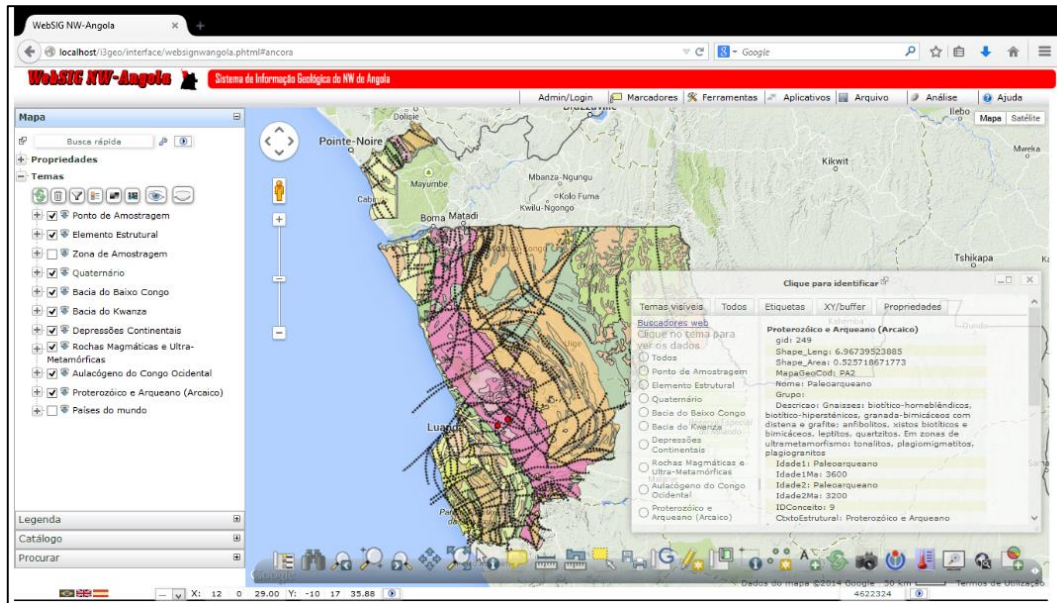 WebSIG NW-Angola
localhost/i3geo/interface/websignwangola.phtml#ancora
Google
WebSIG NW-Angola
Sistema de Informação Geológica do NW de Angola
Admin/Login Marcadores Ferramentas Aplicativos Arquivo Análise Ajuda
Mapa
Busca rápida
Propriedades
Temas
Ponto de Amostragem
Elemento Estrutural
Zona de Amostragem
Quaternário
Bacia do Baixo Congo
Bacia do Kwanza
Depressões Continentais
Rochas Magmáticas e Ultra-
Metamórficas
Aulacógeno do Congo Ocidental
Proterozóico e Arqueano (Arcaico)
Países do mundo
Legenda
Catálogo
Procurar
Dolisie
Brazzaville
Ilebo
Mapa Satélite
Pointe-Noire
Mweka
Kikwit
Mayumbe
Mbanza-Ngungu
Kolo Fuma
Kwilu-Ngongo
Boma Matadi
Tshikapa
Uige
Luanda
Clique para identificar
Temas visíveis Todos Etiquetas XY/buffer Propriedades
Buscadores web
Clique no tema para
ver os dados
Todos
Ponto de Amostragem
Elemento Estrutural
Quaternário
Bacia do Baixo Congo
Bacia do Kwanza
Depressões
Continentais
Rochas Magmáticas e
Ultra-Metamórficas
Aulacógeno do Congo
Ocidental
Proterozóico e
Arqueano (Arcaico)
Kahemba
Dundo
Proterozóico e Arqueano (Arcaico)
gid: 249
Shape_Leng: 6.96739523885
Shape_Area: 0.525718671773
MapaGeoCod: PA2
Nome: Paleoarqueano
Grupo:
Descricao: Gnaisses: biotítico-hornebléndicos,
biotítico-hipersténicos, granada-bimicáceos com
distena e grafite: anfibolitos, xistos biotíticos e
bimicáceos, leptitos, quartzitos. Em zonas de
ultrametamorfismo: tonalitos, plagiomigmatitos,
plagiogranitos
Idade1: Paleoarqueano
Idade1Ma: 3600
Idade2: Paleoarqueano
Idade2Ma: 3200
IDConceito: 9
CtxtoEstrutural: Proterozóico e Arqueano
Google
Dados do mapa ©2014 Google 50 km Termos de Utilização
X: 12 0 29.00 Y: -10 17 35.88
4622324